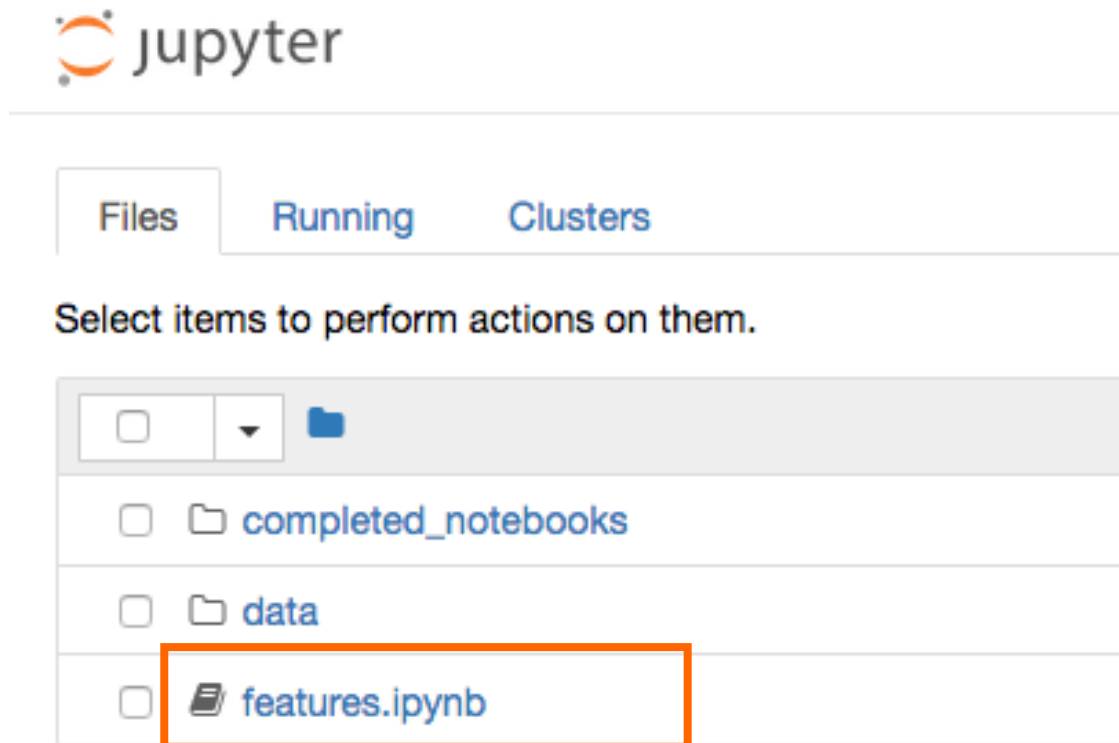 jupyter
Files Running Clusters
Select items to perform actions on them.
completed_notebooks
data
features.ipynb